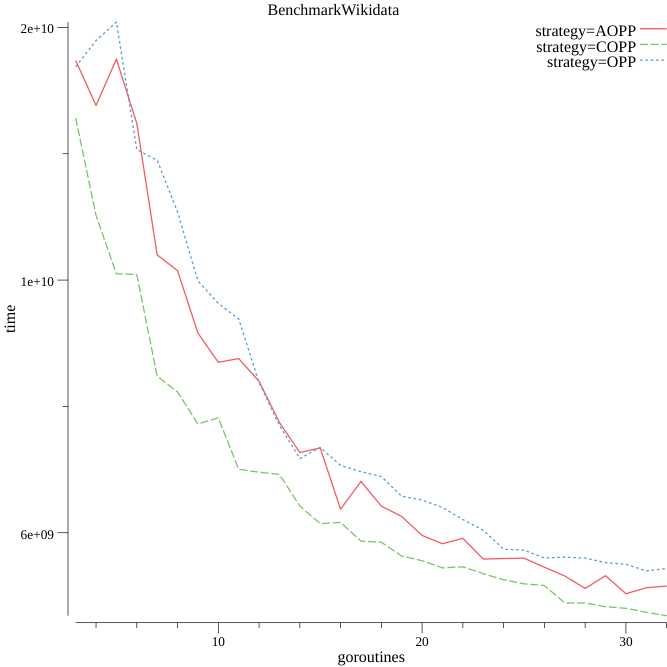 BenchmarkWikidata
strategy=AOPP
strategy=COPP
strategy=OPP
2e+10
1e+10
6e+09
time
10
20
30
goroutines